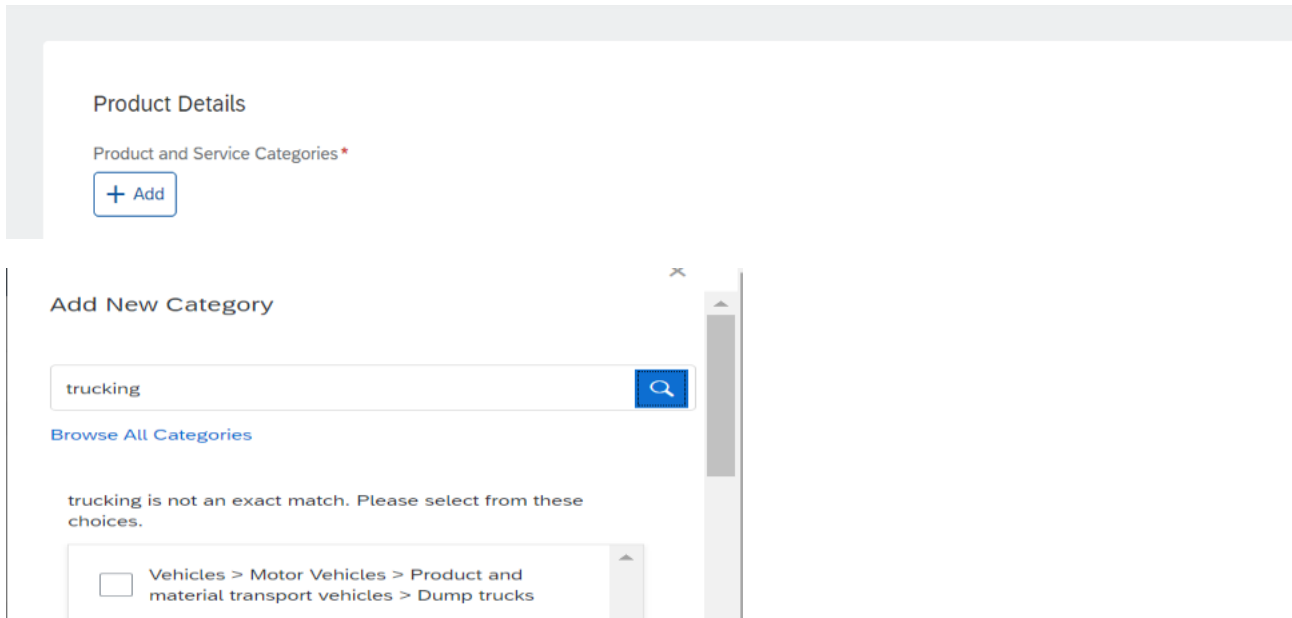 Product Details
Product and Service Categories*
+ Add
Add New Category
trucking
Browse All Categories
trucking is not an exact match. Please select from these
choices.
Vehicles > Motor Vehicles > Product and
material transport vehicles > Dump trucks